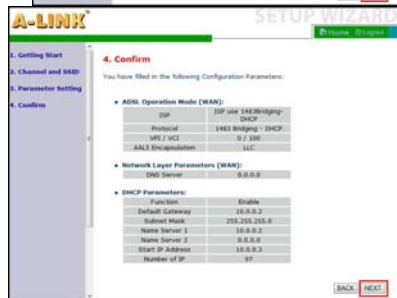 A-LINK
SETUP WIZARD
Home Logout
1. Getting Start
2. Channel and SSID
3. Parameter Setting
4. Confirm
4. Confirm
You have filled in the following Configuration Parameters:
ADSL Operation Mode (WAN):
ISP ISP use 1483Bridging-DHCP
Protocol 1483 Bridging - DHCP
VPI / VCI 0 / 100
AAL5 Encapsulation LLC
Network Layer Parameters (WAN):
DNS Server 0.0.0.0
DHCP Parameters:
Function Enable
Default Gateway 10.0.0.2
Subnet Mask 255.255.255.0
Name Server 1 10.0.0.2
Name Server 2 0.0.0.0
Start IP Address 10.0.0.3
Number of IP 97
BACK NEXT